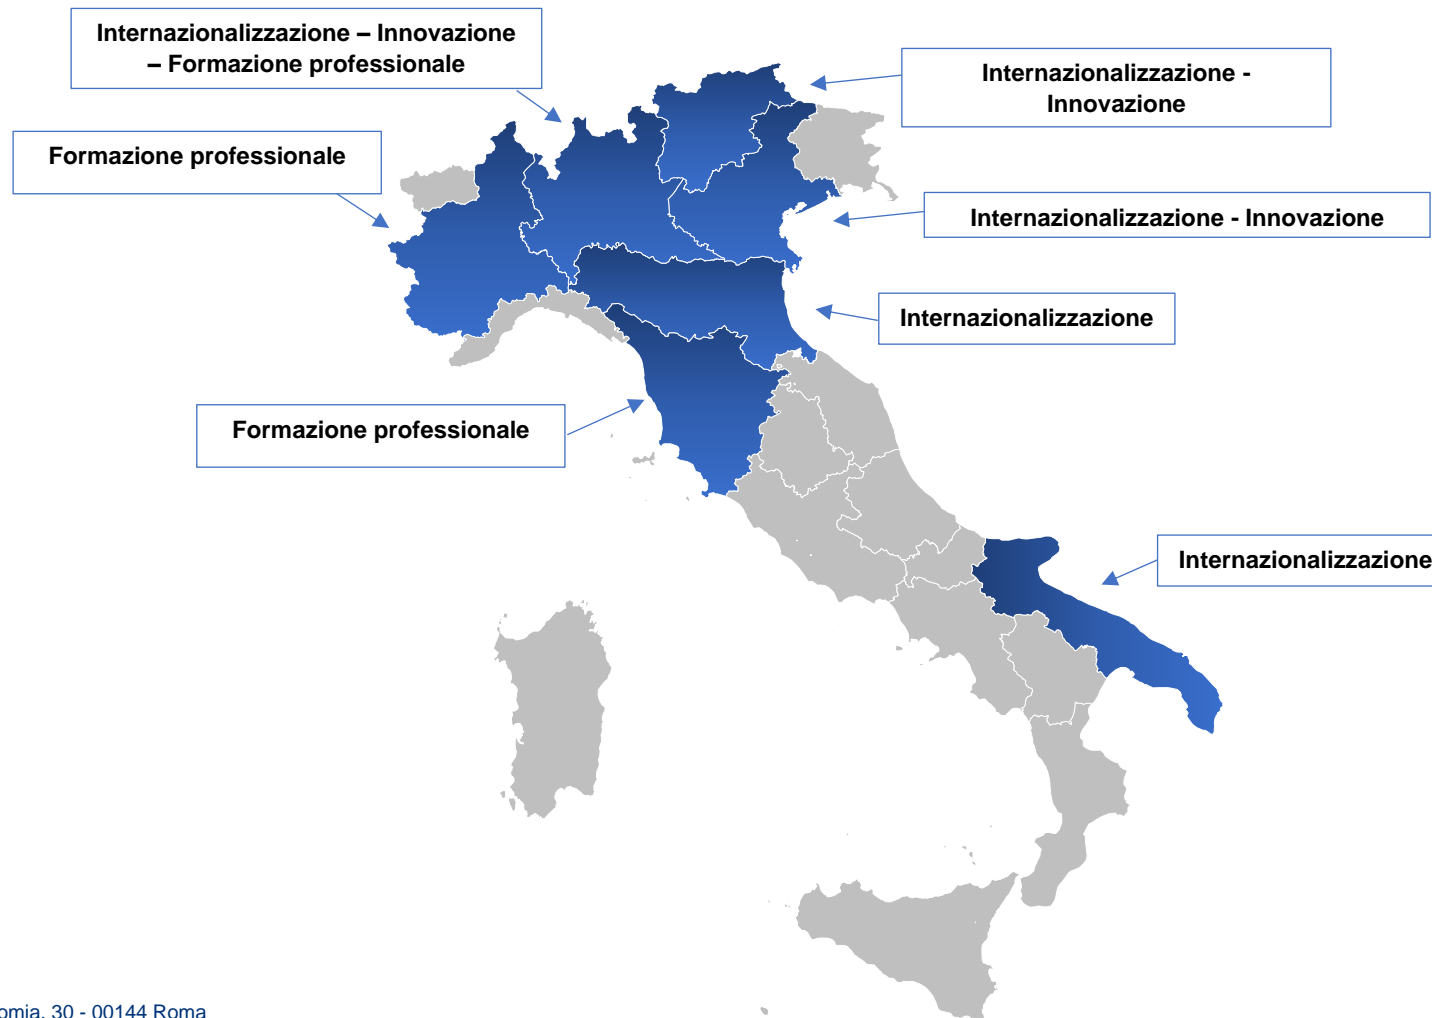 Internazionalizzazione – Innovazione
– Formazione professionale
Internazionalizzazione -
Innovazione
Formazione professionale
Internazionalizzazione - Innovazione
Internazionalizzazione
Formazione professionale
Internazionalizzazione
30 - 00144 Roma